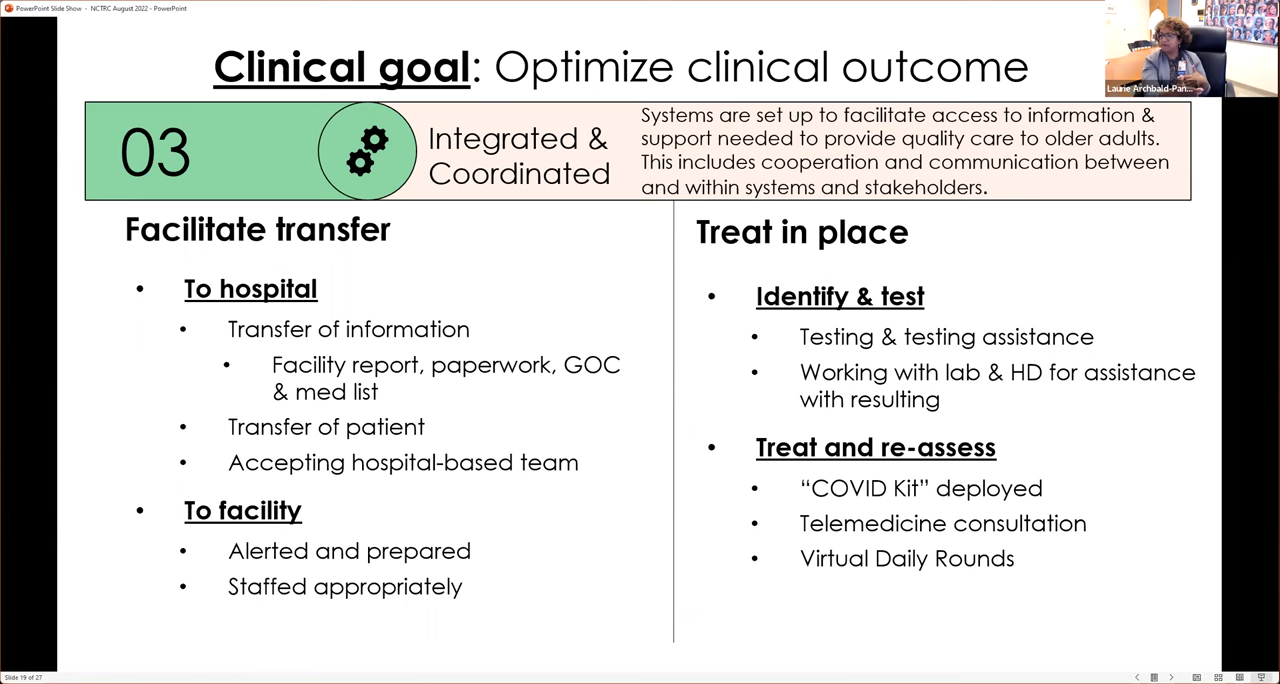 PowerPoint Slide Show - NCTRC August 2022 - PowerPoint
Clinical goal: Optimize clinical outcome
Laurie Archbald-Pan...
03
Integrated &
Coordinated
Systems are set up to facilitate access to information &
support needed to provide quality care to older adults.
This includes cooperation and communication between
and within systems and stakeholders.
Facilitate transfer
• To hospital
• Transfer of information
• Facility report, paperwork, GOC
& med list
• Transfer of patient
• Accepting hospital-based team
• To facility
• Alerted and prepared
• Staffed appropriately
Treat in place
• Identify & test
• Testing & testing assistance
• Working with lab & HD for assistance
with resulting
• Treat and re-assess
• “COVID Kit” deployed
• Telemedicine consultation
• Virtual Daily Rounds
Slide 19 of 27